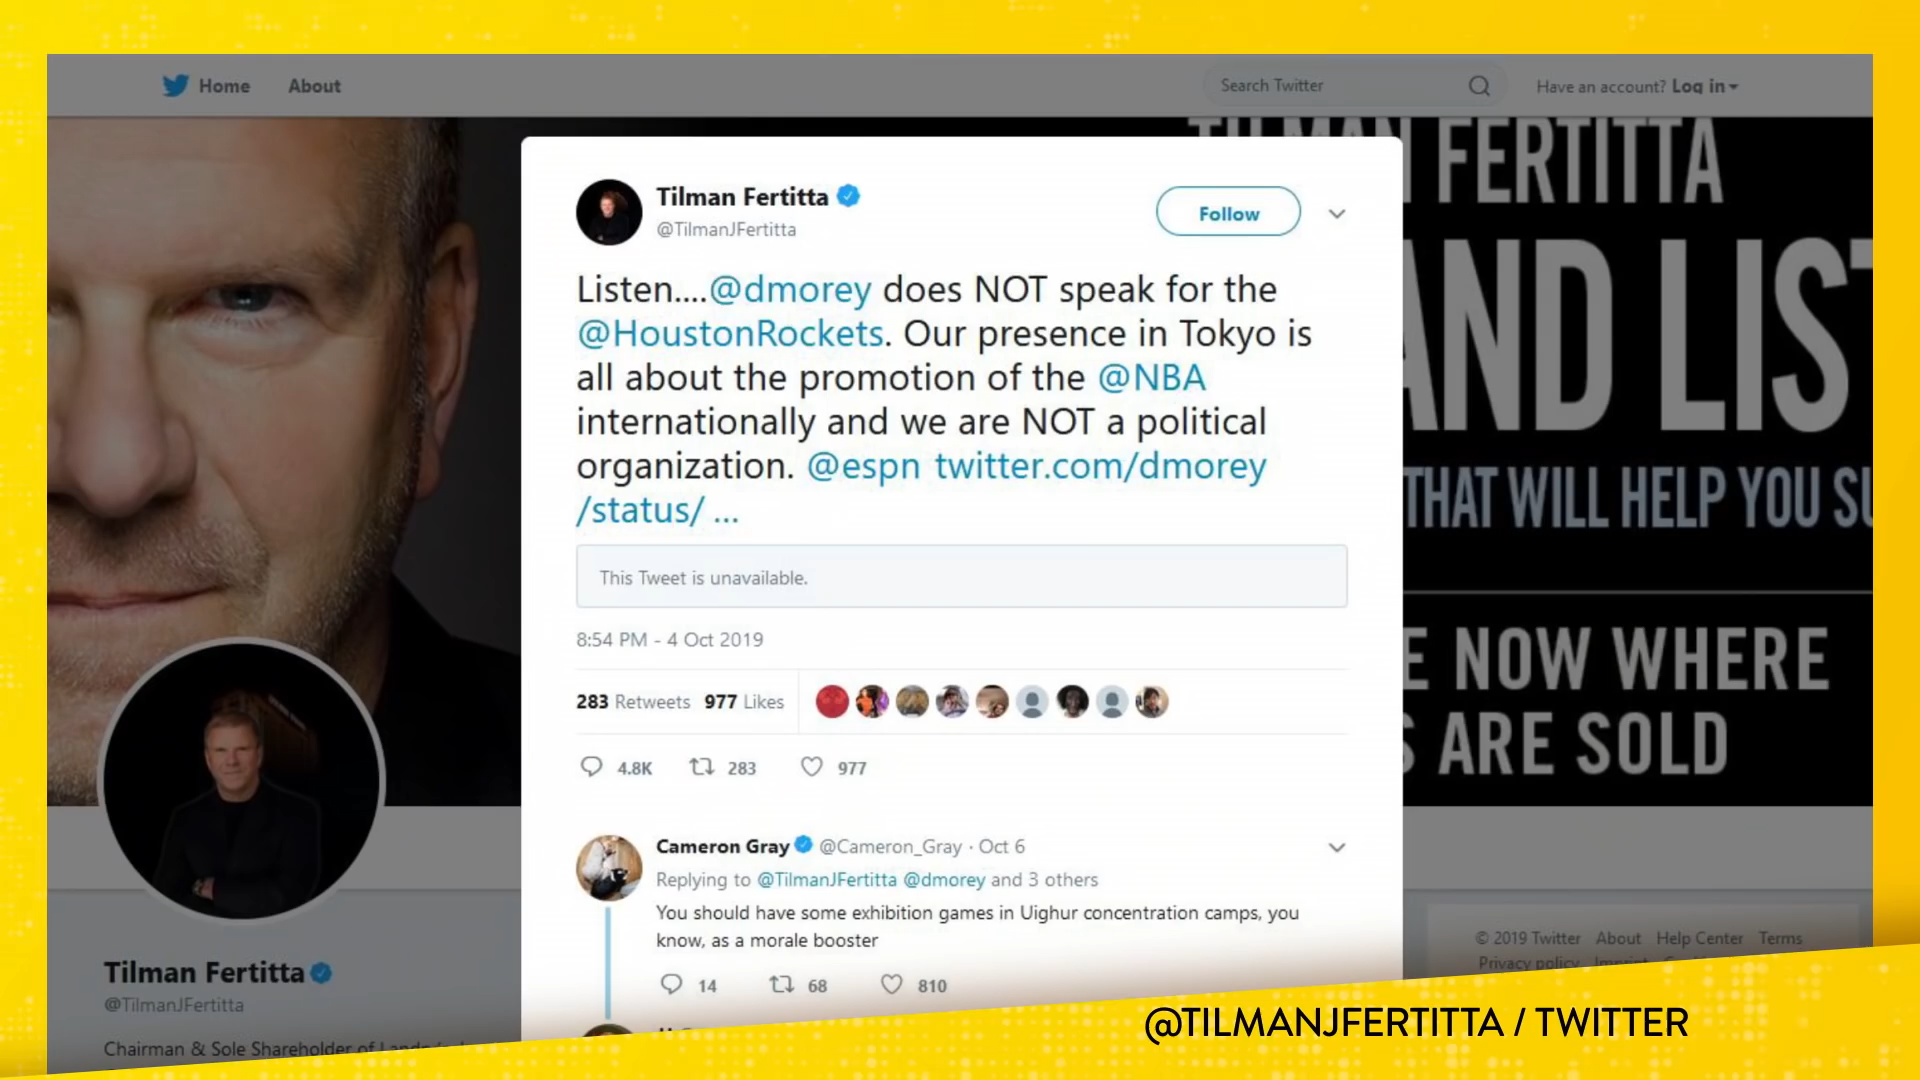 Home About
Search Twitter
Have an account? Log in
TILMAN FERTITTA
AND LIST
THAT WILL HELP YOU SU
E NOW WHERE
S ARE SOLD
Tilman Fertitta
@TilmanJFertitta
Follow
Listen....@dmorey does NOT speak for the
@HoustonRockets. Our presence in Tokyo is
all about the promotion of the @NBA
internationally and we are NOT a political
organization. @espn twitter.com/dmorey
/status/ ...
This Tweet is unavailable.
8:54 PM - 4 Oct 2019
283 Retweets 977 Likes
4.8K 283 977
Cameron Gray @Cameron_Gray · Oct 6
Replying to @TilmanJFertitta @dmorey and 3 others
You should have some exhibition games in Uighur concentration camps, you
know, as a morale booster
14 68 810
Tilman Fertitta
@TilmanJFertitta
Chairman & Sole Shareholder of
© 2019 Twitter About Help Center Terms
Privacy policy
@TILMANJFERTITTA / TWITTER